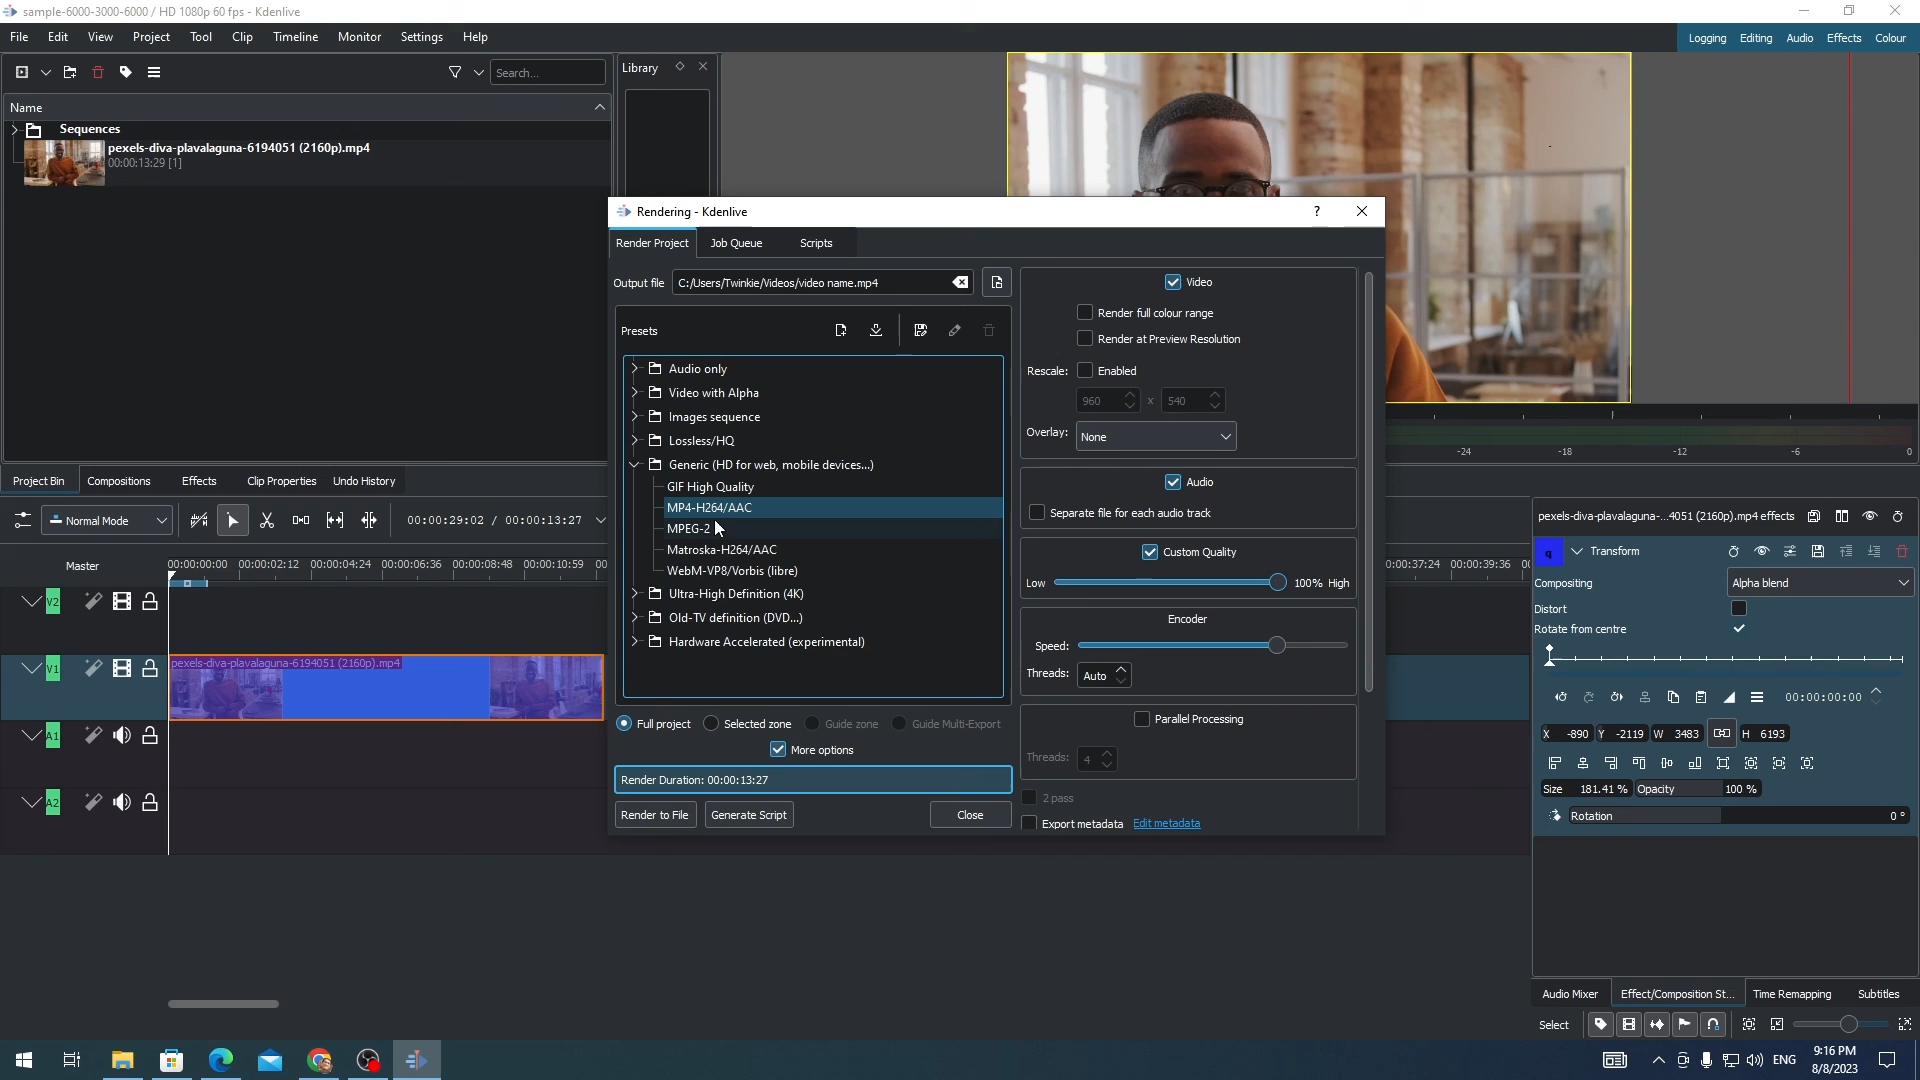 sample-6000-3000-6000 / HD 1080p 60 fps - Kdenlive
File Edit View Project Tool Clip Timeline Monitor Settings Help
Logging Editing Audio Effects Colour
Search...
Library
Name
Sequences
pexels-diva-plavalaguna-6194051 (2160p).mp4
00:00:13:29 [1]
Rendering - Kdenlive
?
Render Project Job Queue Scripts
Output file C:/Users/Twinkie/Videos/video name.mp4
Presets
Audio only
Video with Alpha
Images sequence
Lossless/HQ
Generic (HD for web, mobile devices...)
GIF High Quality
MP4-H264/AAC
MPEG-2
Matroska-H264/AAC
WebM-VP8/Vorbis (libre)
Ultra-High Definition (4K)
Old-TV definition (DVD...)
Hardware Accelerated (experimental)
Full project Selected zone Guide zone Guide Multi-Export
More options
Render Duration: 00:00:13:27
Render to File Generate Script Close
Video
Render full colour range
Render at Preview Resolution
Rescale: Enabled
960 x 540
Overlay: None
Audio
Separate file for each audio track
Custom Quality
Low 100% High
Encoder
Speed:
Threads: Auto
Parallel Processing
Threads: 4
2 pass
Export metadata Edit metadata
-24 -18 -12 -6 0
Project Bin Compositions Effects Clip Properties Undo History
Normal Mode 00:00:29:02 / 00:00:13:27
Master 00:00:00:00 00:00:02:12 00:00:04:24 00:00:06:36 00:00:08:48 00:00:10:59 00
0:00:37:24 00:00:39:36 00
V2
V1
pexels-diva-plavalaguna-6194051 (2160p).mp4
A1
A2
pexels-diva-plavalaguna-...4051 (2160p).mp4 effects
q Transform
Compositing Alpha blend
Distort
Rotate from centre
00:00:00:00
X -890 Y -2119 W 3483 H 6193
Size 181.41 % Opacity 100 %
Rotation 0 °
Audio Mixer Effect/Composition St... Time Remapping Subtitles
Select
ENG
9:16 PM
8/8/2023